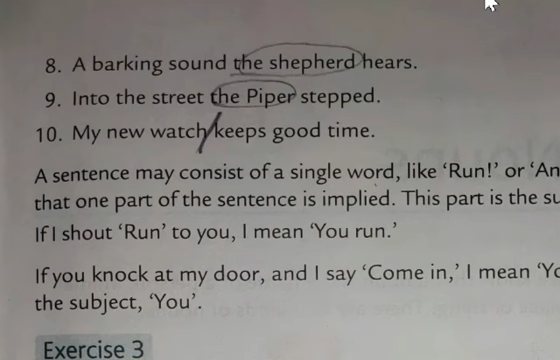 8. A barking sound the shepherd hears.
9. Into the street the Piper stepped.
10. My new watch/keeps good time.
A sentence may consist of a single word, like ‘Run!’ or
that one part of the sentence is implied. This part is the
If I shout ‘Run’ to you, I mean ‘You run.’
If you knock at my door, and I say ‘Come in,’ I mean
the subject, ‘You’.
Exercise 3